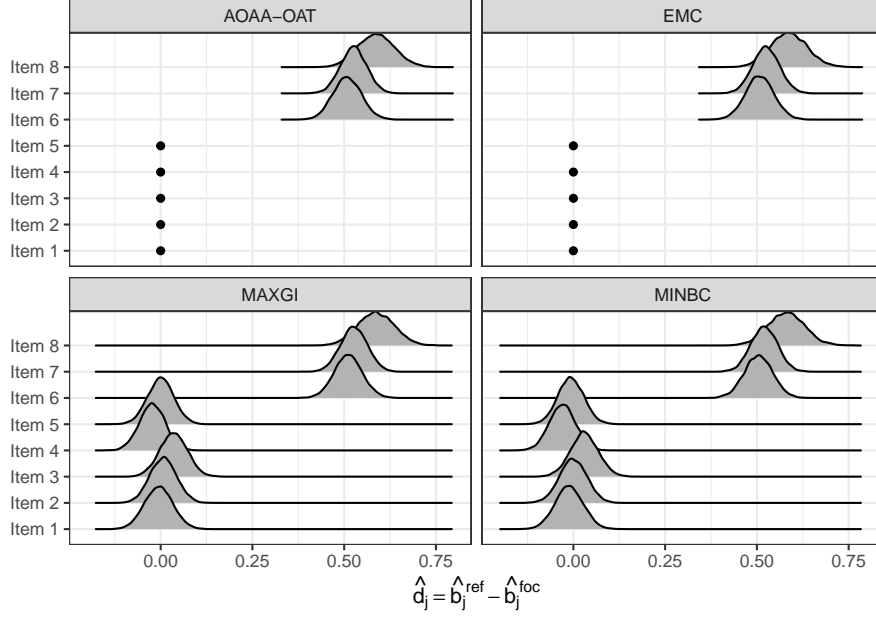 AOAA−OAT
EMC
Item 8
Item 7
Item 6
Item 5
Item 4
Item 3
Item 2
Item 1
MAXGI
MINBC
Item 8
Item 7
Item 6
Item 5
Item 4
Item 3
Item 2
Item 1
0.00 0.25 0.50 0.75 0.00 0.25 0.50 0.75
d̂ⱼ = b̂ⱼʳᵉᶠ − b̂ⱼᶠᵒᶜ